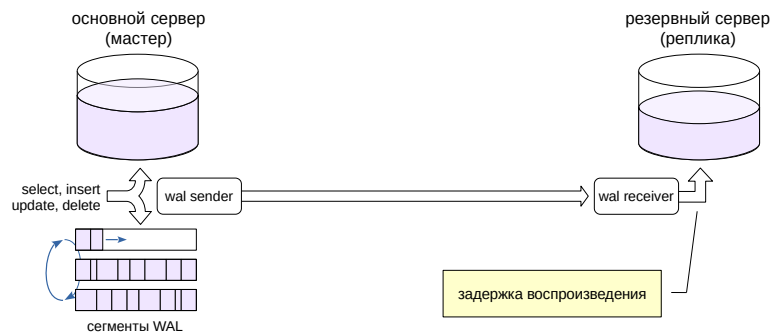 основной сервер
(мастер)
резервный сервер
(реплика)
select, insert
update, delete
wal sender
wal receiver
задержка воспроизведения
сегменты WAL